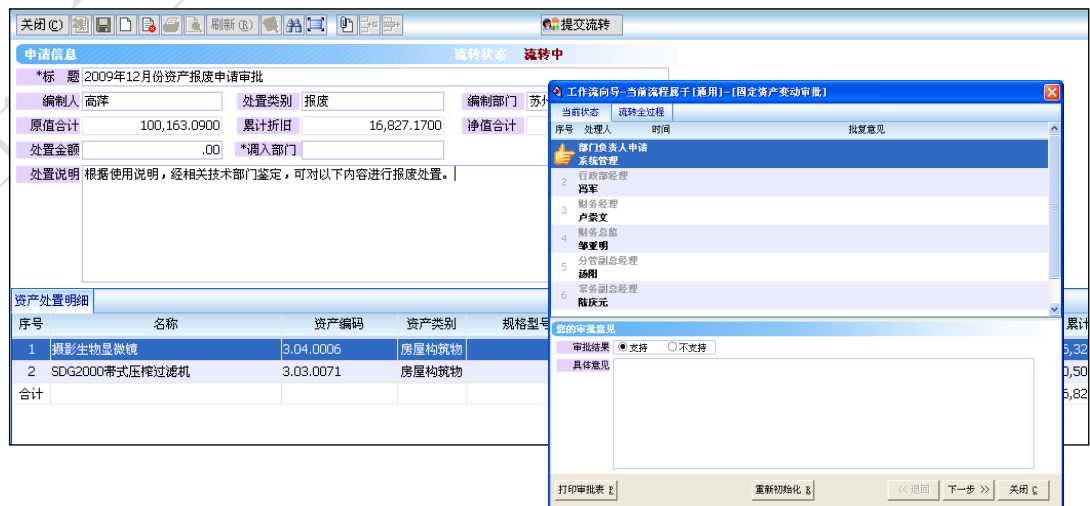 关闭(C) 刷新(R) 提交流转
申请信息 流转状态 流转中
*标 题 2009年12月份资产报废申请审批
编制人 高萍 处置类别 报废 编制部门
原值合计 100,163.0900 累计折旧 16,827.1700 净值合计
处置金额 .00 *调入部门
处置说明 根据使用说明,经相关技术部门鉴定,可对以下内容进行报废处置。
资产处置明细
序号 名称 资产编码 资产类别 规格型号 累计
1 摄影生物显微镜 3.04.0006 房屋构筑物
2 SDG2000带式压榨过滤机 3.03.0071 房屋构筑物
合计
工作流向导-当前流程属于[通用]-[固定资产变动审批]
当前状态 流转全过程
序号 处理人 时间 批复意见
部门负责人申请
系统管理
2 行政部经理
冯军
3 财务经理
卢崇文
4 财务总监
邹亚明
5 分管副总经理
汤阳
6 常务副总经理
陆庆元
您的审批意见
审批结果 支持 不支持
具体意见
打印审批表 P 重新初始化 R << 退回 下一步 >> 关闭 C